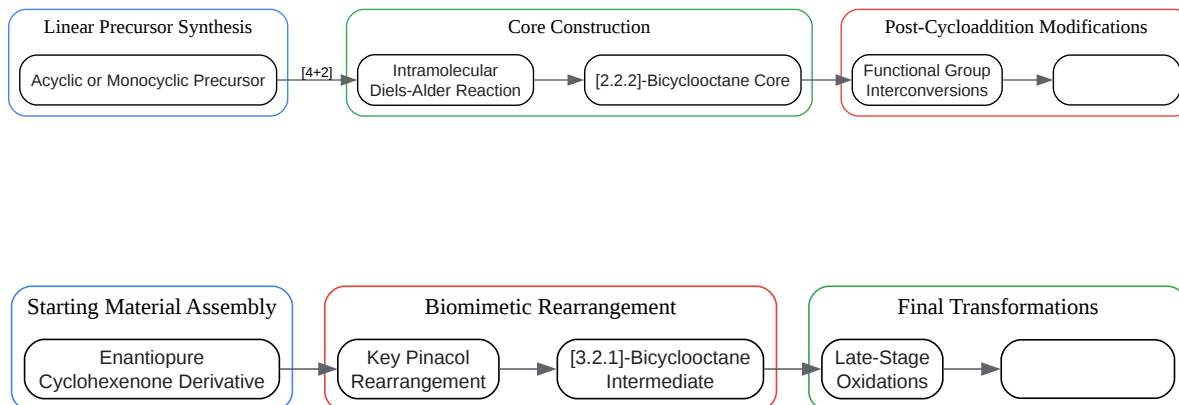 Linear Precursor Synthesis
Core Construction
Post-Cycloaddition Modifications
Acyclic or Monocyclic Precursor
[4+2]
Intramolecular
Diels-Alder Reaction
[2.2.2]-Bicyclooctane Core
Functional Group
Interconversions
Starting Material Assembly
Biomimetic Rearrangement
Final Transformations
Enantiopure
Cyclohexenone Derivative
Key Pinacol
Rearrangement
[3.2.1]-Bicyclooctane
Intermediate
Late-Stage
Oxidations